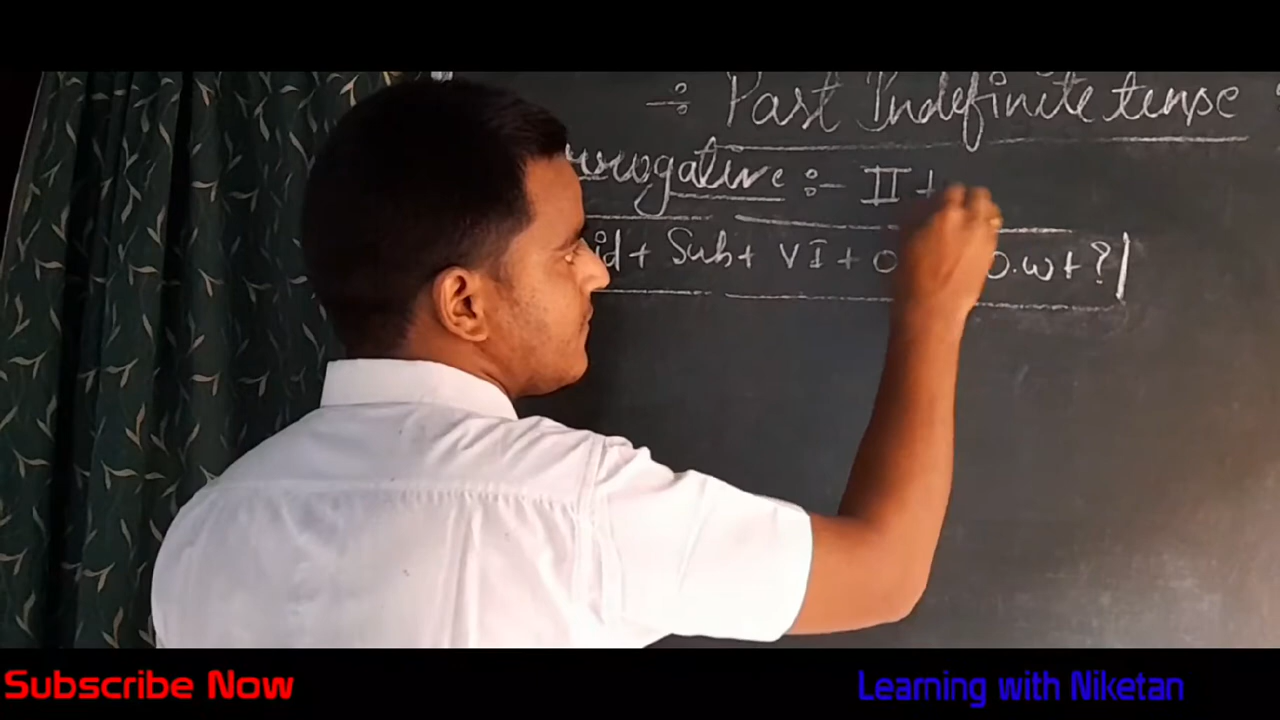 ÷ Past Indefinite tense
rrogative :- II +
id + Sub + VI + O O.w + ?
Subscribe Now
Learning with Niketan